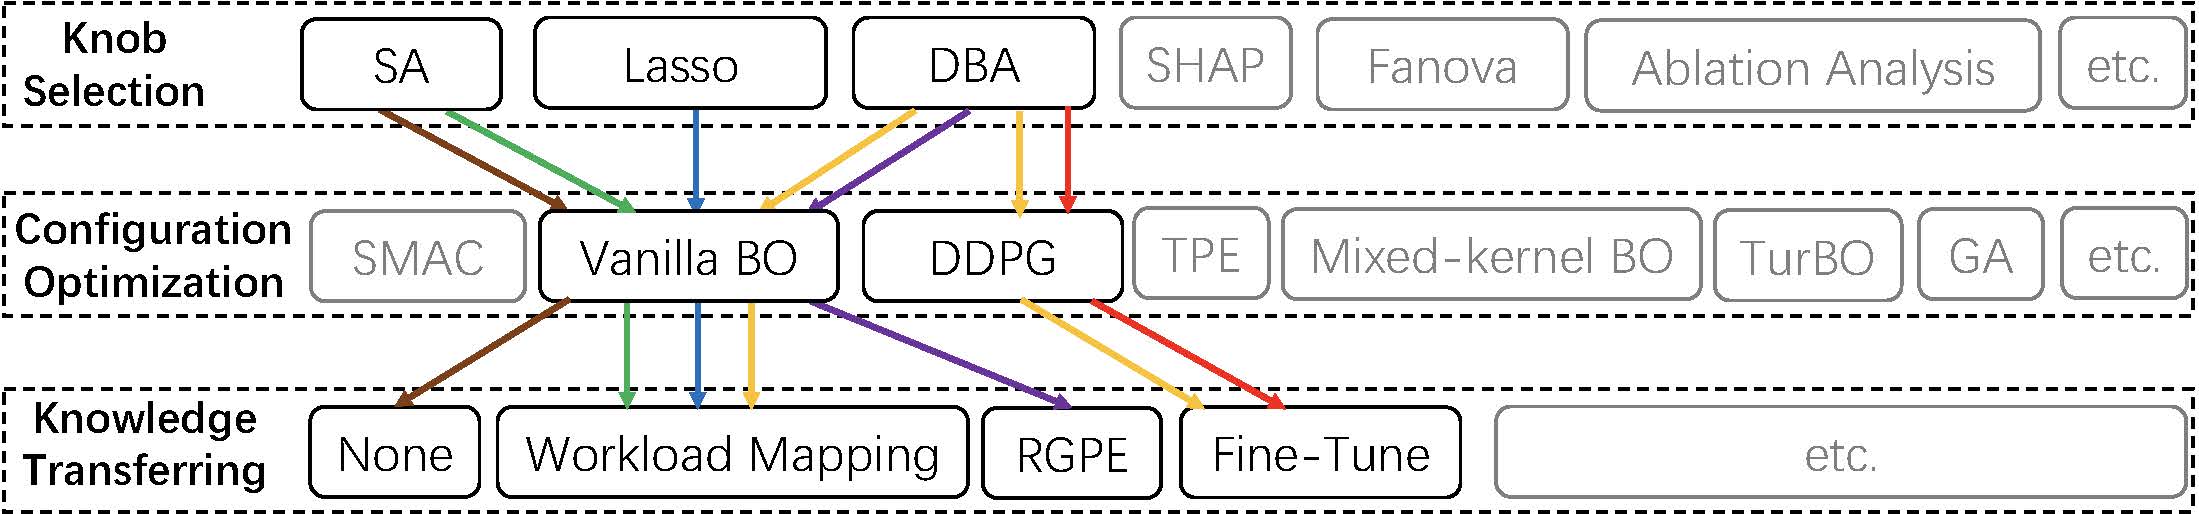 Knob
Selection
SA
Lasso
DBA
SHAP
Fanova
Ablation Analysis
etc.
Configuration
Optimization
SMAC
Vanilla BO
DDPG
TPE
Mixed-kernel BO
TurBO
GA
etc.
Knowledge
Transferring
None
Workload Mapping
RGPE
Fine-Tune
etc.